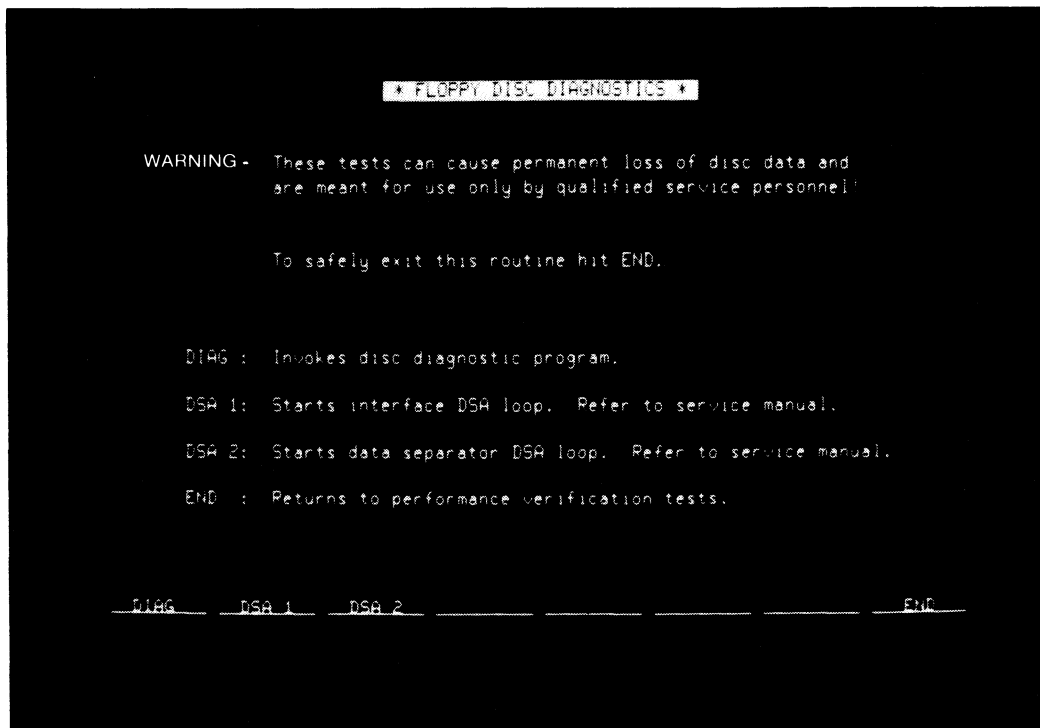 * FLOPPY DISC DIAGNOSTICS *
WARNING - These tests can cause permanent loss of disc data and
are meant for use only by qualified service personnel!
To safely exit this routine hit END.
DIAG : Invokes disc diagnostic program.
DSA 1: Starts interface DSA loop. Refer to service manual.
DSA 2: Starts data separator DSA loop. Refer to service manual.
END : Returns to performance verification tests.
DIAG DSA 1 DSA 2 END